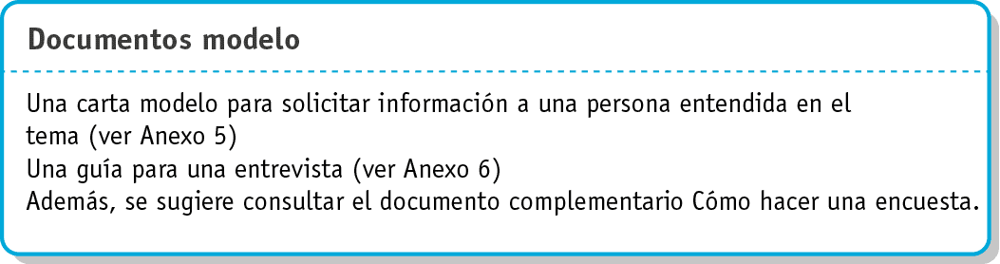 Documentos modelo
Una carta modelo para solicitar información a una persona entendida en el
tema (ver Anexo 5)
Una guía para una entrevista (ver Anexo 6)
Además, se sugiere consultar el documento complementario Cómo hacer una encuesta.